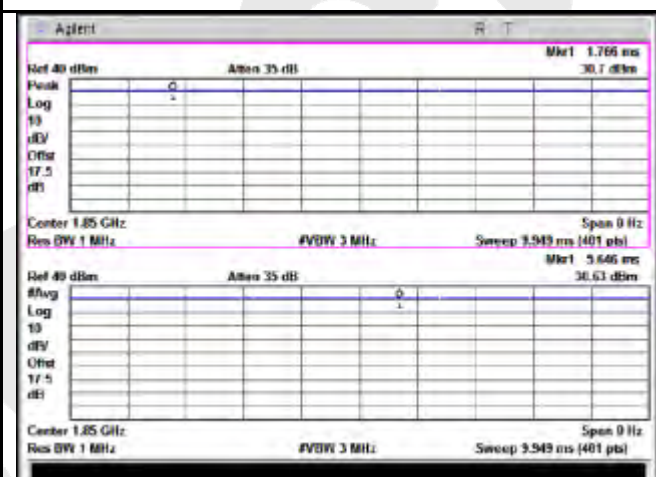 Agilent R T
Mkr1 1.766 ms
Ref 40 dBm Atten 35 dB 30.7 dBm
Peak
Log
10
dB/
Offst
17.5
dB
Center 1.85 GHz Span 0 Hz
Res BW 1 MHz #VBW 3 MHz Sweep 9.949 ms (401 pts)
Mkr1 5.646 ms
Ref 40 dBm Atten 35 dB 30.63 dBm
#Avg
Log
10
dB/
Offst
17.5
dB
Center 1.85 GHz Span 0 Hz
Res BW 1 MHz #VBW 3 MHz Sweep 9.949 ms (401 pts)